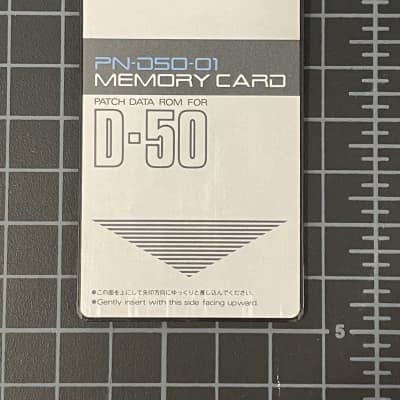 PN-D50-01
MEMORY CARD
PATCH DATA ROM FOR
D-50
●この面を上にして矢印方向にゆっくりと差し込んでください。
●Gently insert with this side facing upward.
5